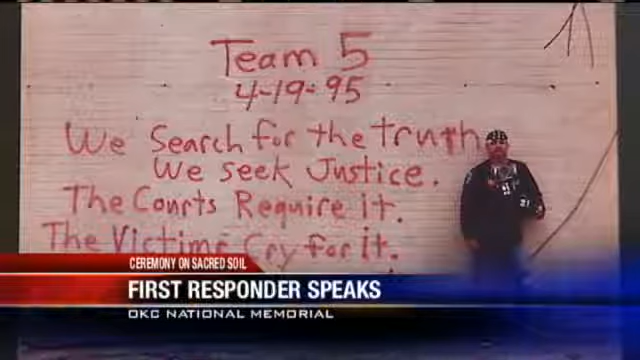 Team 5
4-19-95
We Search for the truth
We seek Justice.
The Courts Require it.
The Victims Cry for it.
CEREMONY ON SACRED SOIL
FIRST RESPONDER SPEAKS
OKC NATIONAL MEMORIAL